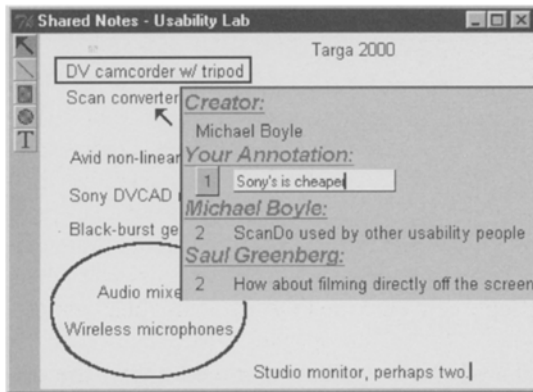 Shared Notes - Usability Lab
Targa 2000
DV camcorder w/ tripod
Scan converter
Creator:
Michael Boyle
Avid non-linear
Your Annotation:
1 Sony's is cheaper
Sony DVCAD
Michael Boyle:
Black-burst ge
2 ScanDo used by other usability people
Saul Greenberg:
2 How about filming directly off the screen
Audio mixe
Wireless microphones
Studio monitor, perhaps two.
T